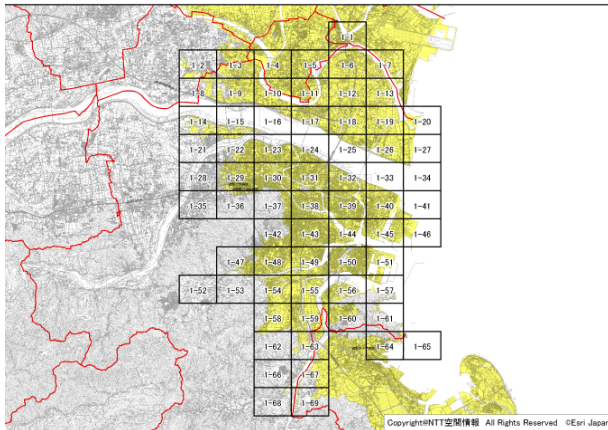 1-1
1-2 1-3 1-4 1-5 1-6 1-7
1-8 1-9 1-10 1-11 1-12 1-13
1-14 1-15 1-16 1-17 1-18 1-19 1-20
1-21 1-22 1-23 1-24 1-25 1-26 1-27
1-28 1-29 1-30 1-31 1-32 1-33 1-34
1-35 1-36 1-37 1-38 1-39 1-40 1-41
1-42 1-43 1-44 1-45 1-46
1-47 1-48 1-49 1-50 1-51
1-52 1-53 1-54 1-55 1-56 1-57
1-58 1-59 1-60 1-61
1-62 1-63 1-64 1-65
1-66 1-67
1-68 1-69
Copyright©NTT空間情報 All Rights Reserved ©Esri Japan